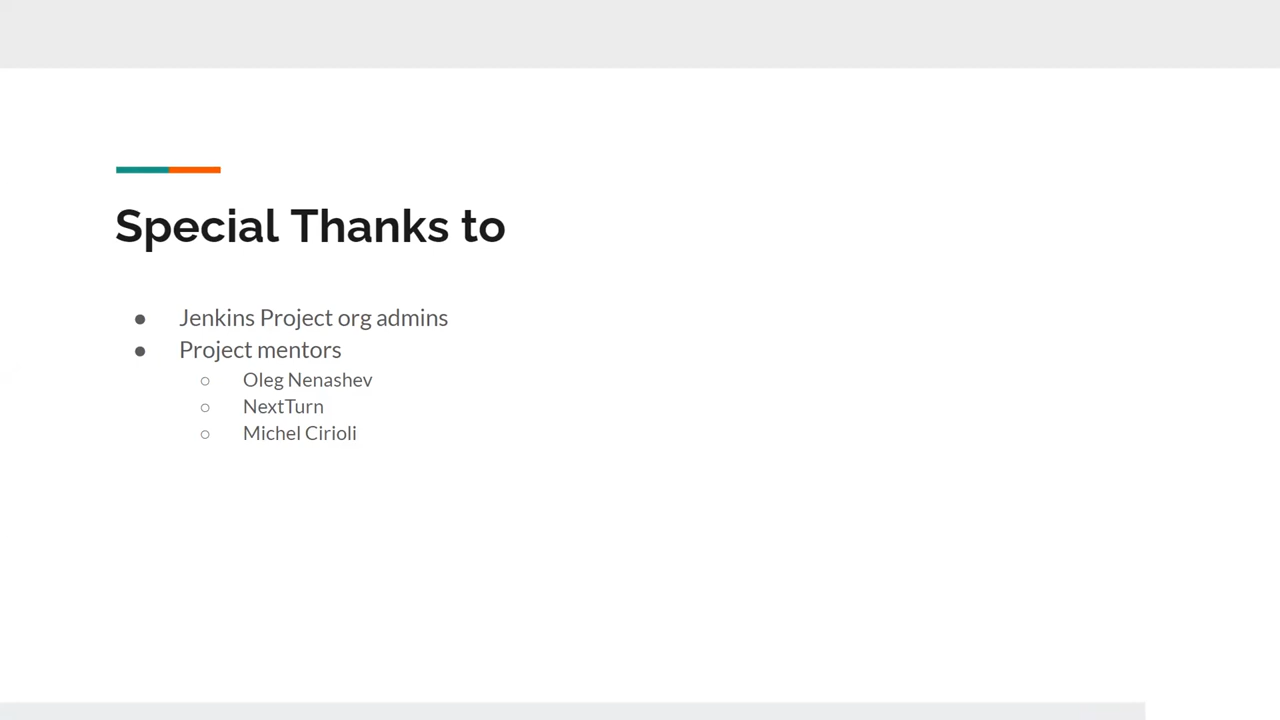 Special Thanks to
● Jenkins Project org admins
● Project mentors
○ Oleg Nenashev
○ NextTurn
○ Michel Cirioli